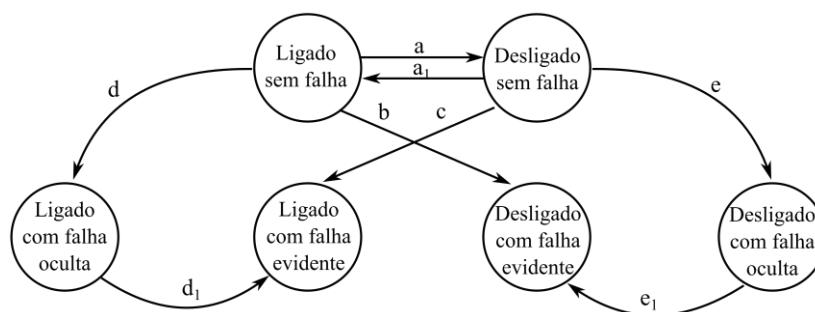 Ligado
sem falha
a
a₁
Desligado
sem falha
d
b
c
e
Ligado
com falha
oculta
Ligado
com falha
evidente
Desligado
com falha
evidente
Desligado
com falha
oculta
d₁
e₁